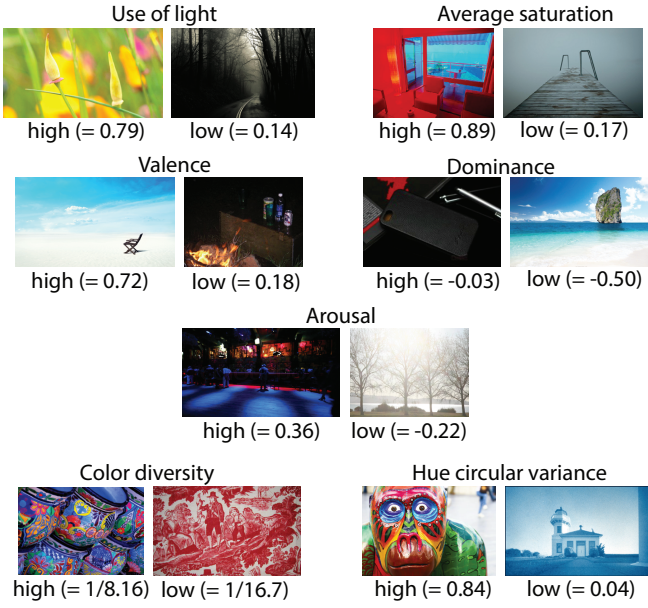 Use of light
Average saturation
high (= 0.79)
low (= 0.14)
high (= 0.89)
low (= 0.17)
Valence
Dominance
high (= 0.72)
low (= 0.18)
high (= -0.03)
low (= -0.50)
Arousal
high (= 0.36)
low (= -0.22)
Color diversity
Hue circular variance
high (= 1/8.16)
low (= 1/16.7)
high (= 0.84)
low (= 0.04)